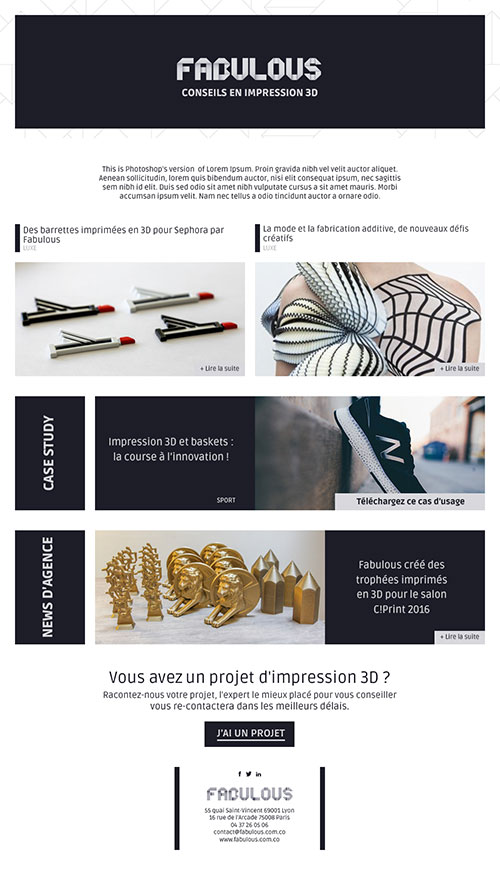 FABULOUS
CONSEILS EN IMPRESSION 3D
This is Photoshop's version of Lorem Ipsum. Proin gravida nibh vel velit auctor aliquet.
Aenean sollicitudin, lorem quis bibendum auctor, nisi elit consequat ipsum, nec sagittis
sem nibh id elit. Duis sed odio sit amet nibh vulputate cursus a sit amet mauris. Morbi
accumsan ipsum velit. Nam nec tellus a odio tincidunt auctor a ornare odio.
Des barrettes imprimées en 3D pour Sephora par
Fabulous
LUXE
+ Lire la suite
La mode et la fabrication additive, de nouveaux défis
créatifs
LUXE
+ Lire la suite
CASE STUDY
Impression 3D et baskets :
la course à l'innovation !
SPORT
N
Téléchargez ce cas d'usage
NEWS D'AGENCE
Fabulous créé des
trophées imprimés
en 3D pour le salon
C!Print 2016
+ Lire la suite
Vous avez un projet d'impression 3D ?
Racontez-nous votre projet, l'expert le mieux placé pour vous conseiller
vous re-contactera dans les meilleurs délais.
J'AI UN PROJET
FABULOUS
55 quai Saint-Vincent 69001 Lyon
16 rue de l'Arcade 75008 Paris
04 37 26 05 06
contact@fabulous.com.co
www.fabulous.com.co